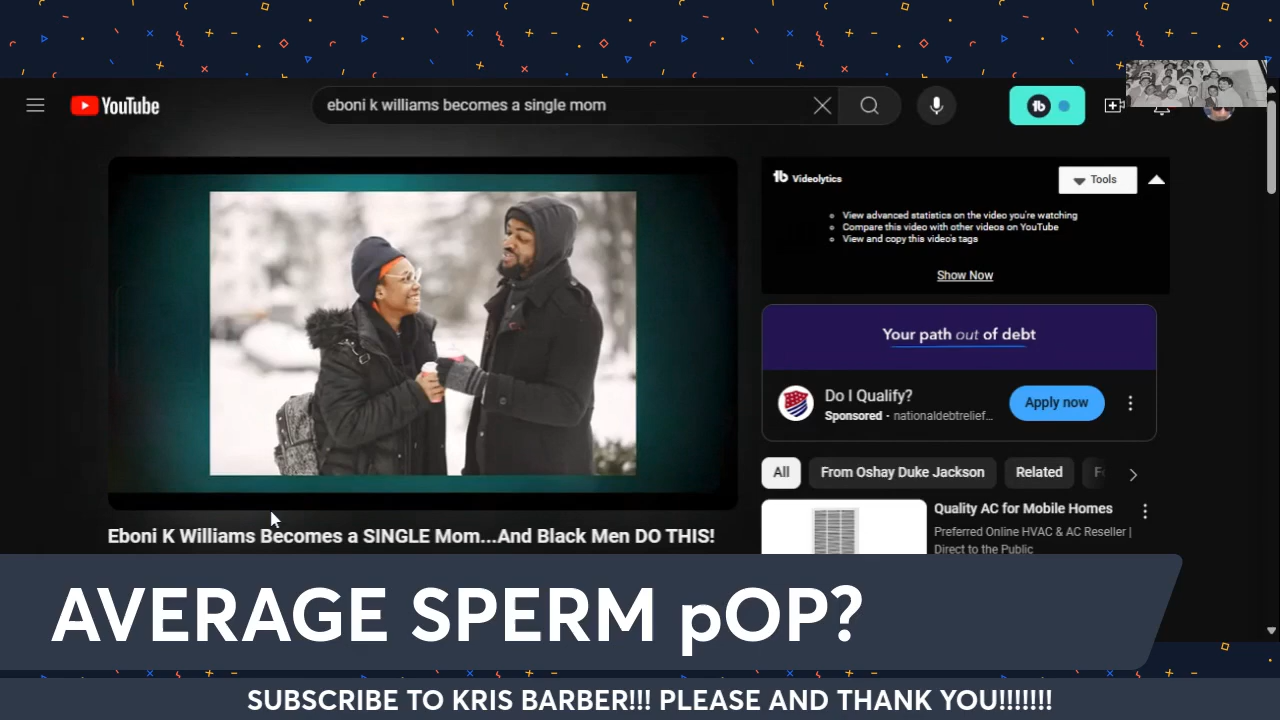 YouTube
eboni k williams becomes a single mom
tb
tb Videolytics
Tools
View advanced statistics on the video you're watching
Compare this video with other videos on YouTube
View and copy this video's tags
Show Now
Your path out of debt
Do I Qualify?
Sponsored · nationaldebtrelief...
Apply now
All
From Oshay Duke Jackson
Related
Quality AC for Mobile Homes
Preferred Online HVAC & AC Reseller |
Direct to the Public
Eboni K Williams Becomes a SINGLE Mom...And Black Men DO THIS!
AVERAGE SPERM pOP?
SUBSCRIBE TO KRIS BARBER!!! PLEASE AND THANK YOU!!!!!!!